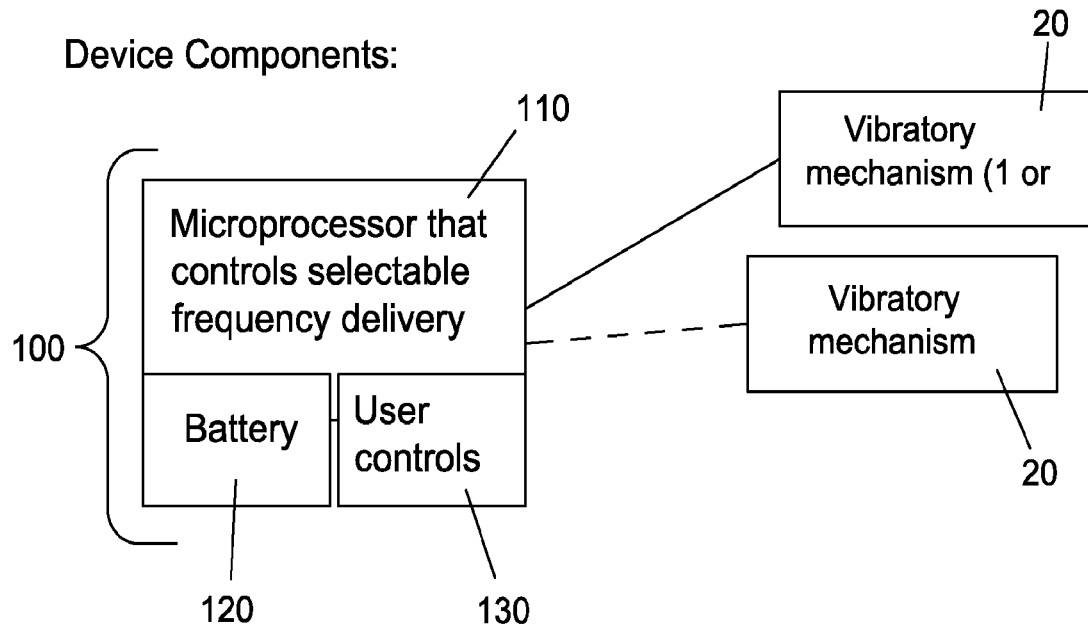 Device Components:
20
110
Vibratory
mechanism (1 or
Microprocessor that
controls selectable
frequency delivery
Vibratory
mechanism
100
Battery
User
controls
20
120
130